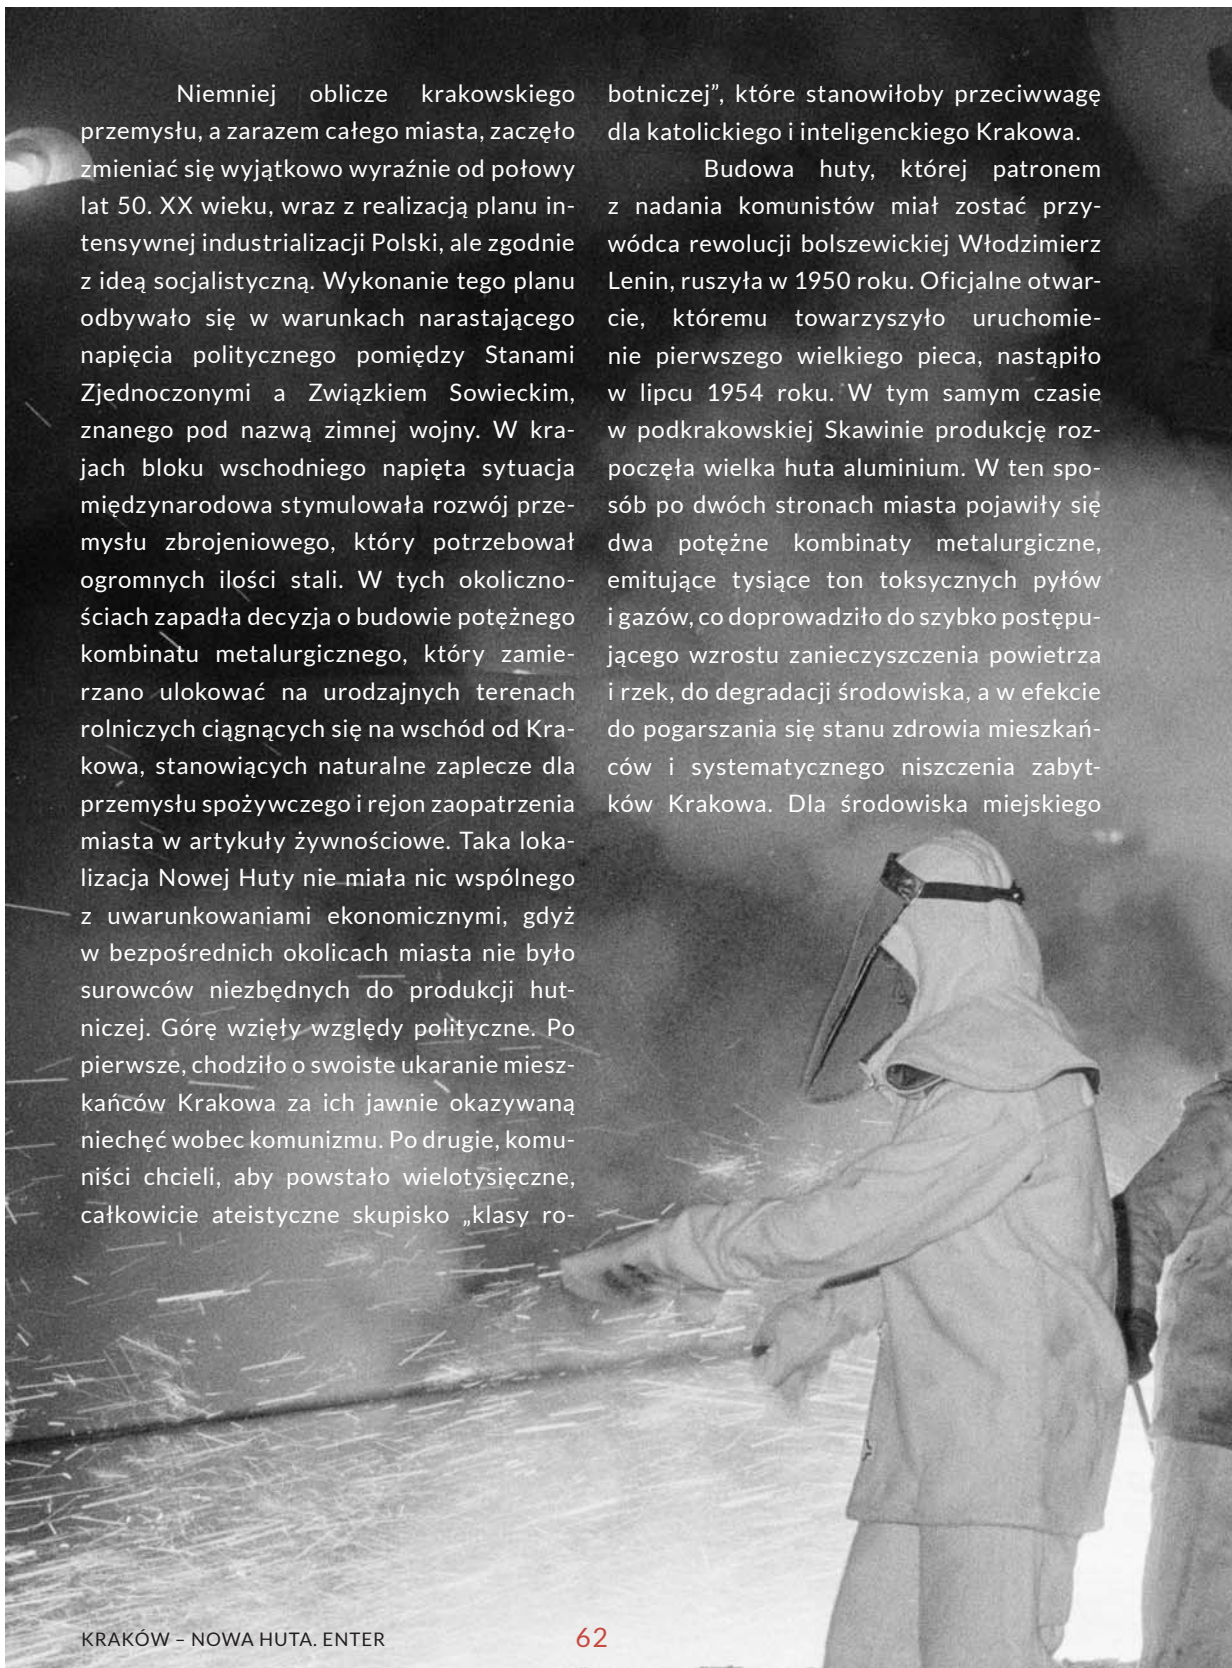 Niemniej oblicze krakowskiego
przemysłu, a zarazem całego miasta, zaczęło
zmieniać się wyjątkowo wyraźnie od połowy
lat 50. XX wieku, wraz z realizacją planu in-
tensywnej industrializacji Polski, ale zgodnie
z ideą socjalistyczną. Wykonanie tego planu
odbywało się w warunkach narastającego
napięcia politycznego pomiędzy Stanami
Zjednoczonymi a Związkiem Sowieckim,
znanego pod nazwą zimnej wojny. W kra-
jach bloku wschodniego napięta sytuacja
międzynarodowa stymulowała rozwój prze-
mysłu zbrojeniowego, który potrzebował
ogromnych ilości stali. W tych okoliczno-
ściach zapadła decyzja o budowie potężnego
kombinatu metalurgicznego, który zamie-
rzano ulokować na urodzajnych terenach
rolniczych ciągnących się na wschód od Kra-
kowa, stanowiących naturalne zaplecze dla
przemysłu spożywczego i rejon zaopatrzenia
miasta w artykuły żywnościowe. Taka loka-
lizacja Nowej Huty nie miała nic wspólnego
z uwarunkowaniami ekonomicznymi, gdyż
w bezpośrednich okolicach miasta nie było
surowców niezbędnych do produkcji hut-
niczej. Górę wzięły względy polityczne. Po
pierwsze, chodziło o swoiste ukaranie miesz-
kańców Krakowa za ich jawnie okazywaną
niechęć wobec komunizmu. Po drugie, komu-
niści chcieli, aby powstało wielotysięczne,
całkowicie ateistyczne skupisko „klasy ro-
botniczej”, które stanowiłoby przeciwwagę
dla katolickiego i inteligenckiego Krakowa.
Budowa huty, której patronem
z nadania komunistów miał zostać przy-
wódca rewolucji bolszewickiej Włodzimierz
Lenin, ruszyła w 1950 roku. Oficjalne otwar-
cie, któremu towarzyszyło uruchomie-
nie pierwszego wielkiego pieca, nastąpiło
w lipcu 1954 roku. W tym samym czasie
w podkrakowskiej Skawinie produkcję roz-
poczęła wielka huta aluminium. W ten spo-
sób po dwóch stronach miasta pojawiły się
dwa potężne kombinaty metalurgiczne,
emitujące tysiące ton toksycznych pyłów
i gazów, co doprowadziło do szybko postępu-
jącego wzrostu zanieczyszczenia powietrza
i rzek, do degradacji środowiska, a w efekcie
do pogarszania się stanu zdrowia mieszkań-
ców i systematycznego niszczenia zabyt-
ków Krakowa. Dla środowiska miejskiego
KRAKÓW – NOWA HUTA. ENTER
62